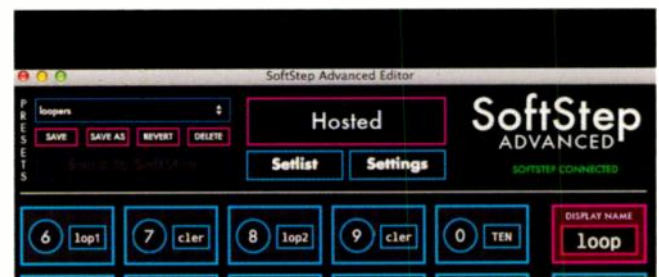 SoftStep Advanced Editor
PRESETS
loopers
SAVE SAVE AS REVERT DELETE
Hosted
Setlist Settings
SoftStep
ADVANCED
SOFTSTEP CONNECTED
6 lop1 7 cler 8 lop2 9 cler 0 TEN
DISPLAY NAME
loop